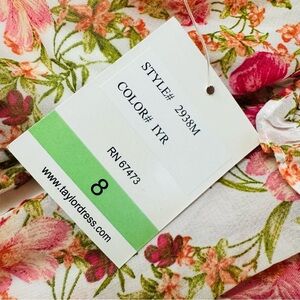 STYLE# 2938M
COLOR# IYR
RN 67473
8
www.taylordress.com